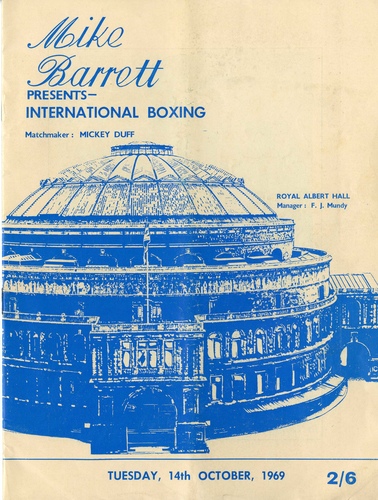 Mike
Barrett
PRESENTS—
INTERNATIONAL BOXING
Matchmaker : MICKEY DUFF
ROYAL ALBERT HALL
Manager : F. J. Mundy
TUESDAY, 14th OCTOBER, 1969
2/6